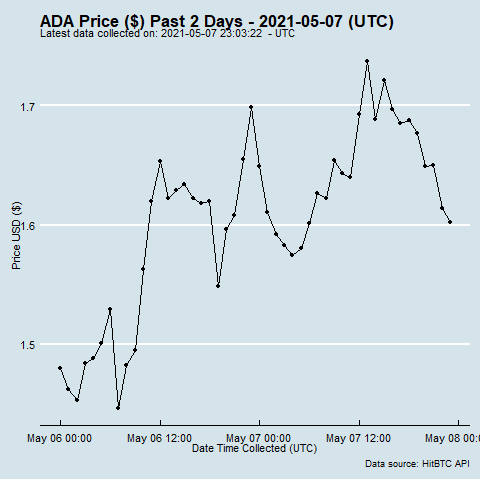 ADA Price ($) Past 2 Days - 2021-05-07 (UTC)
Latest data collected on: 2021-05-07 23:03:22 - UTC
1.7
1.6
1.5
Price USD ($)
May 06 00:00 May 06 12:00 May 07 00:00 May 07 12:00 May 08 00:0
Date Time Collected (UTC)
Data source: HitBTC API